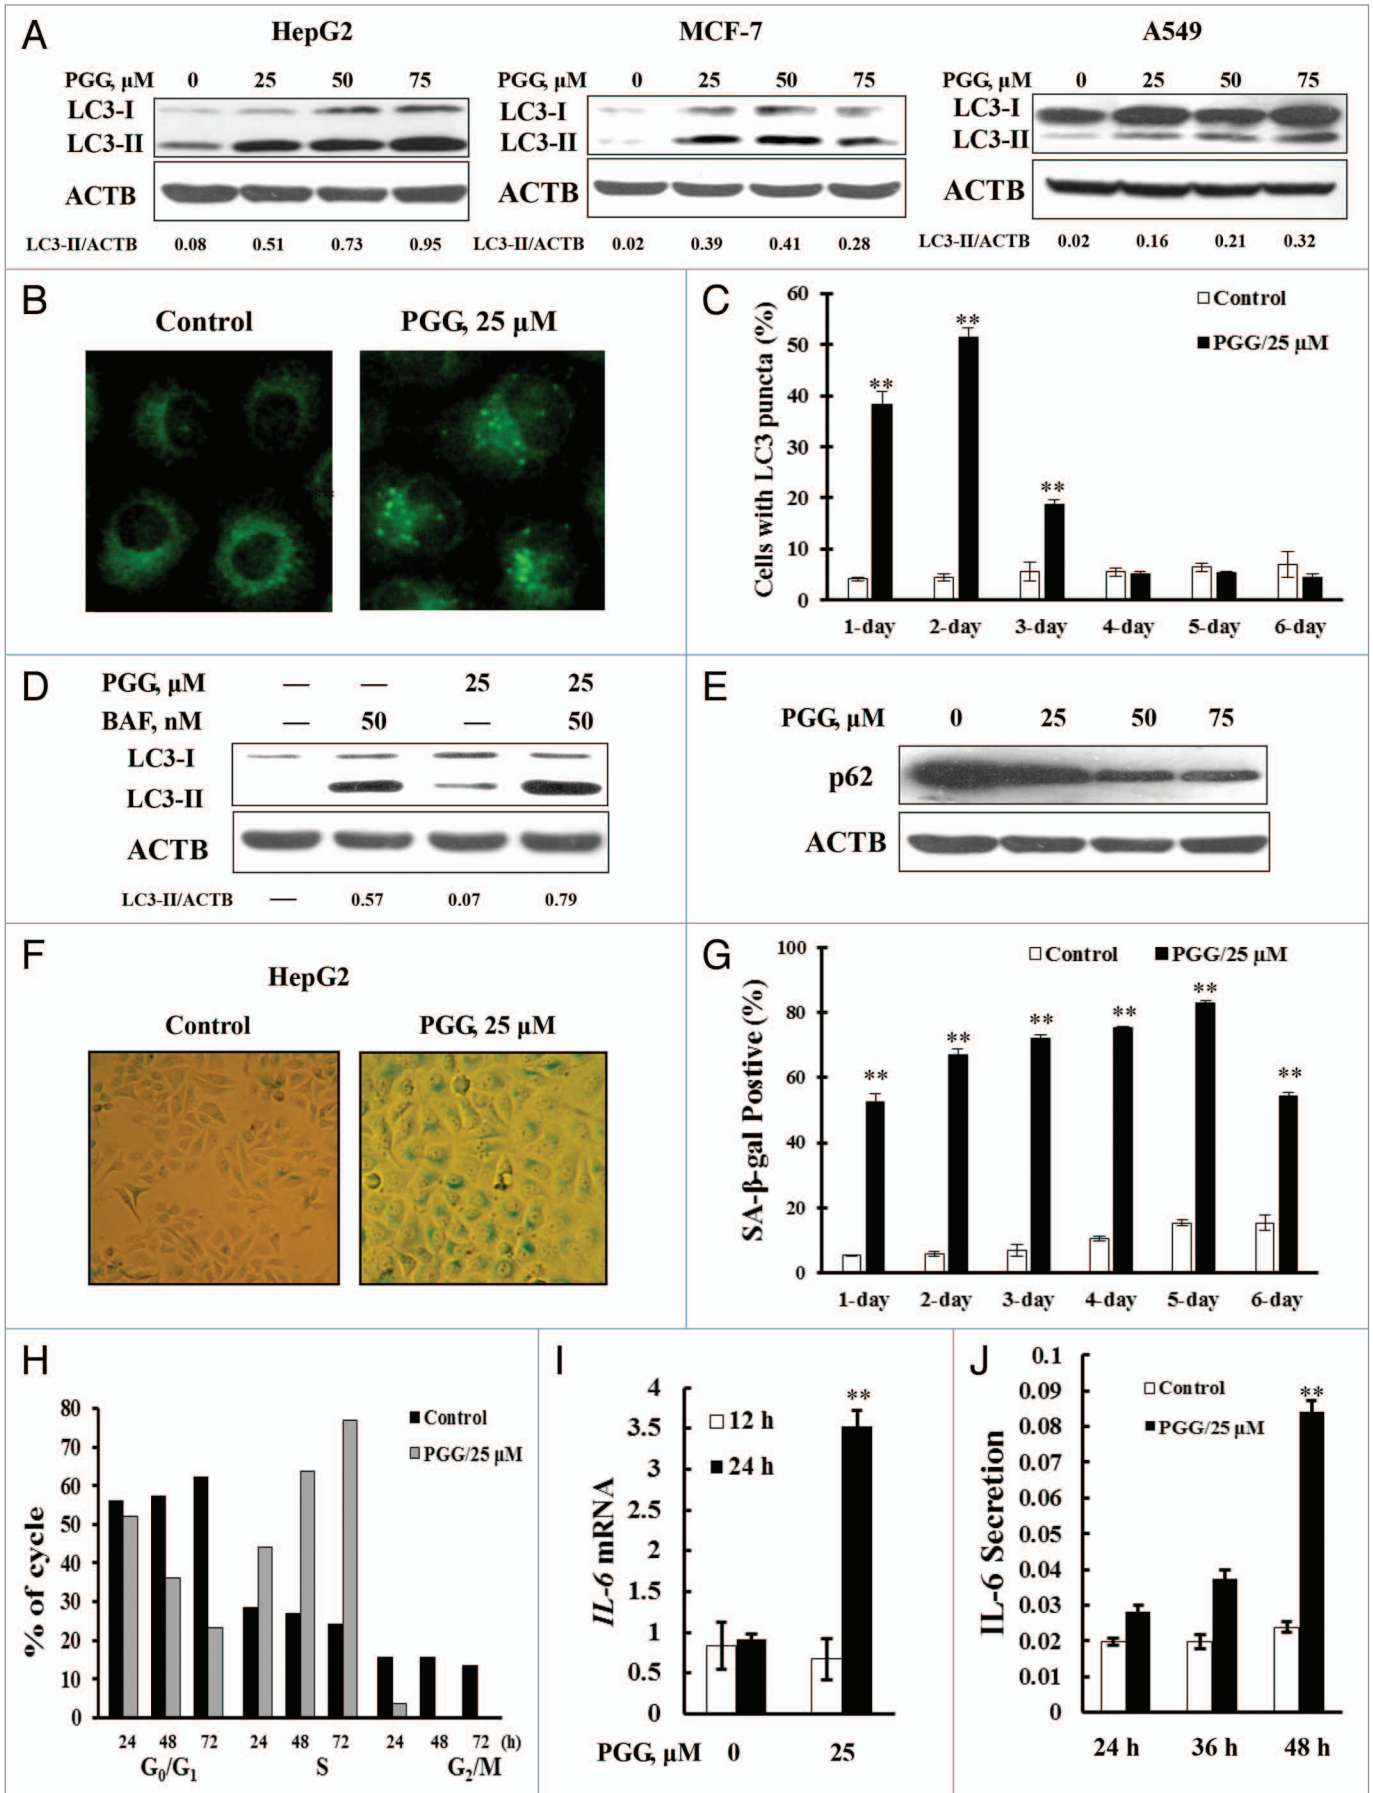 A
HepG2 MCF-7 A549
PGG, µM 0 25 50 75 PGG, µM 0 25 50 75 PGG, µM 0 25 50 75
LC3-I LC3-I LC3-I
LC3-II LC3-II LC3-II
ACTB ACTB ACTB
LC3-II/ACTB 0.08 0.51 0.73 0.95 LC3-II/ACTB 0.02 0.39 0.41 0.28 LC3-II/ACTB 0.02 0.16 0.21 0.32
B
Control PGG, 25 µM
**
C
Cells with LC3 puncta (%)
60
50
40
30
20
10
0
Control
PGG/25 µM
** ** **
1-day 2-day 3-day 4-day 5-day 6-day
D
PGG, µM — — 25 25
BAF, nM — 50 — 50
LC3-I
LC3-II
ACTB
LC3-II/ACTB — 0.57 0.07 0.79
E
PGG, µM 0 25 50 75
p62
ACTB
F
HepG2
Control PGG, 25 µM
G
SA-β-gal Postive (%)
100
80
60
40
20
0
Control PGG/25 µM
** ** ** ** ** **
1-day 2-day 3-day 4-day 5-day 6-day
H
% of cycle
80
70
60
50
40
30
20
10
0
Control
PGG/25 µM
24 48 72 24 48 72 24 48 72 (h)
G0/G1 S G2/M
I
IL-6 mRNA
4
3.5
3
2.5
2
1.5
1
0.5
0
12 h
24 h
**
PGG, µM 0 25
J
IL-6 Secretion
0.1
0.09
0.08
0.07
0.06
0.05
0.04
0.03
0.02
0.01
0
Control
PGG/25 µM
**
24 h 36 h 48 h